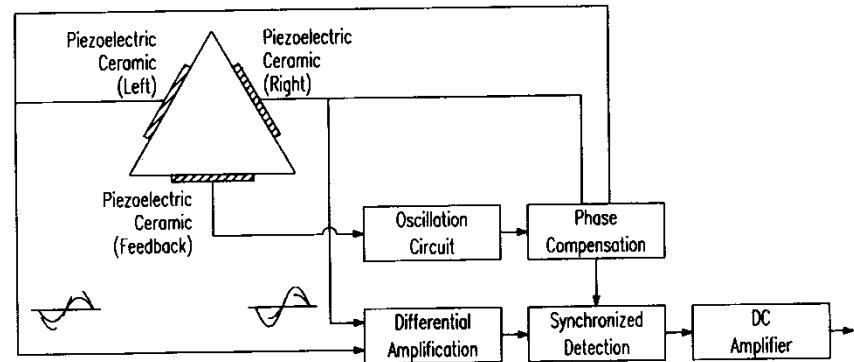 Piezoelectric
Ceramic
(Left)
Piezoelectric
Ceramic
(Right)
Piezoelectric
Ceramic
(Feedback)
Oscillation
Circuit
Phase
Compensation
Differential
Amplification
Synchronized
Detection
DC
Amplifier